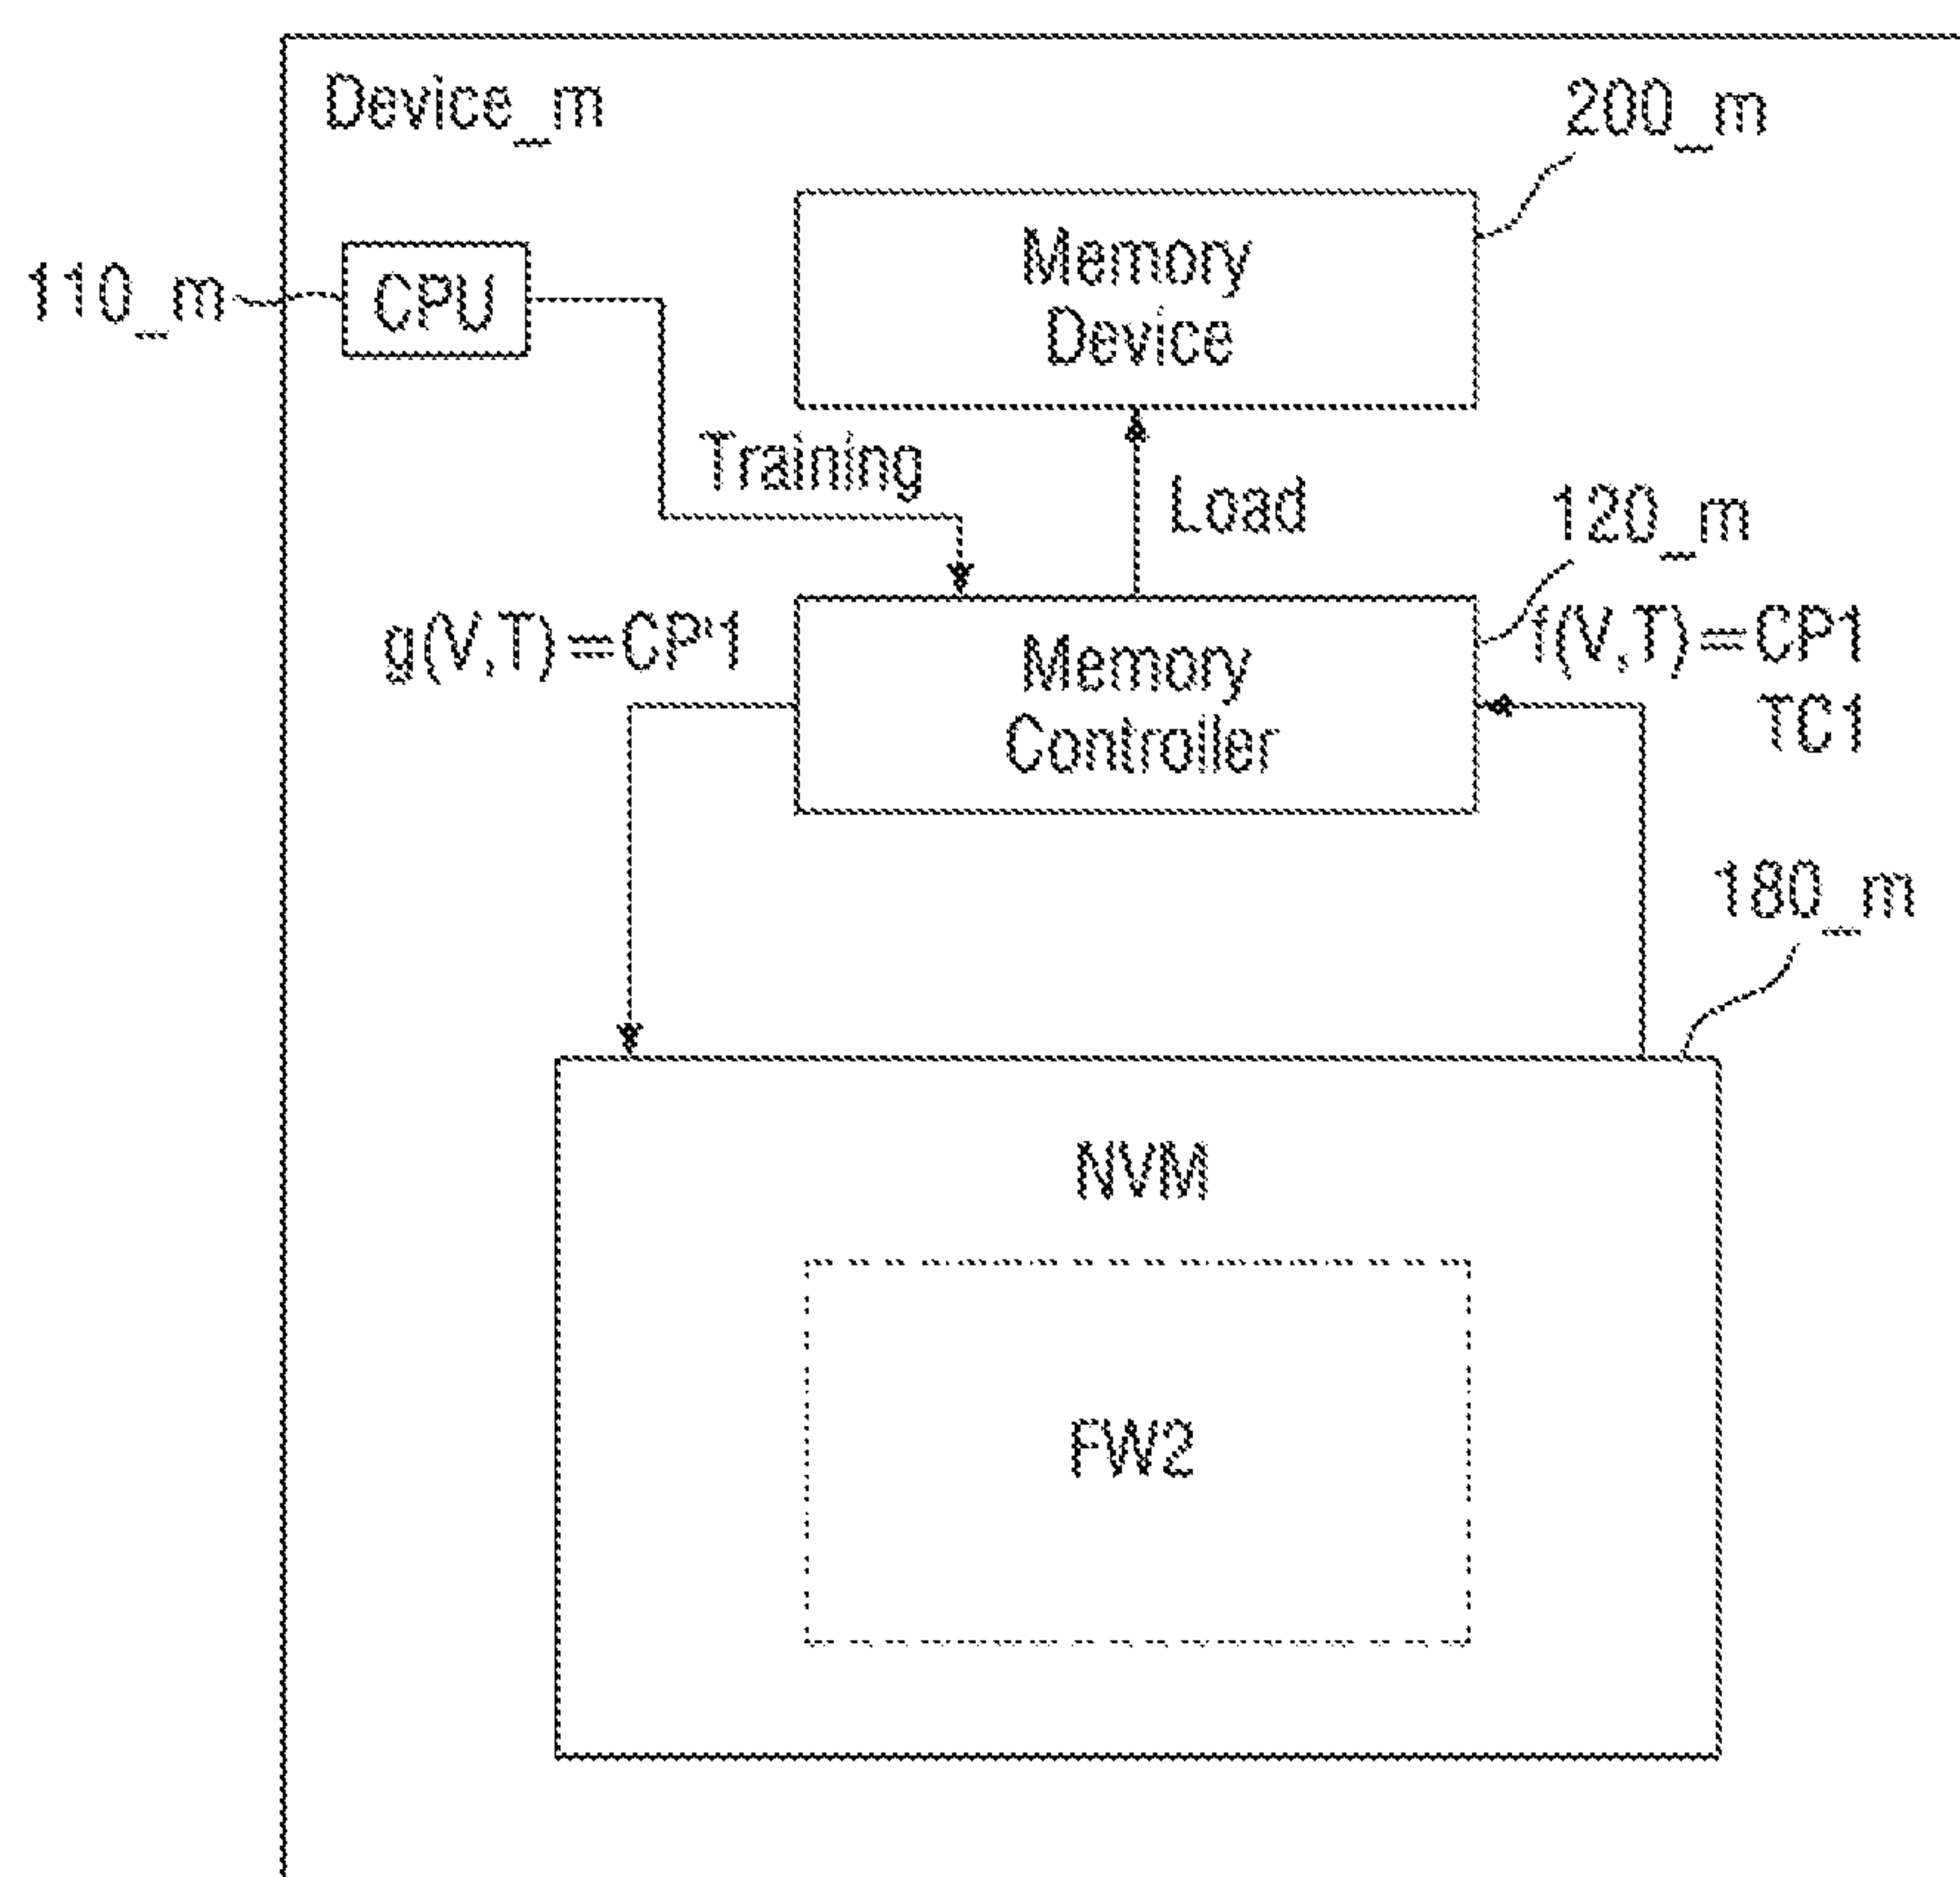 Device_m
200_m
110_m
CPU
Memory
Device
Training
Load
120_m
g(V,T)=CP'1
Memory
Controller
f(V,T)=CP1
TC1
180_m
NVM
FW2